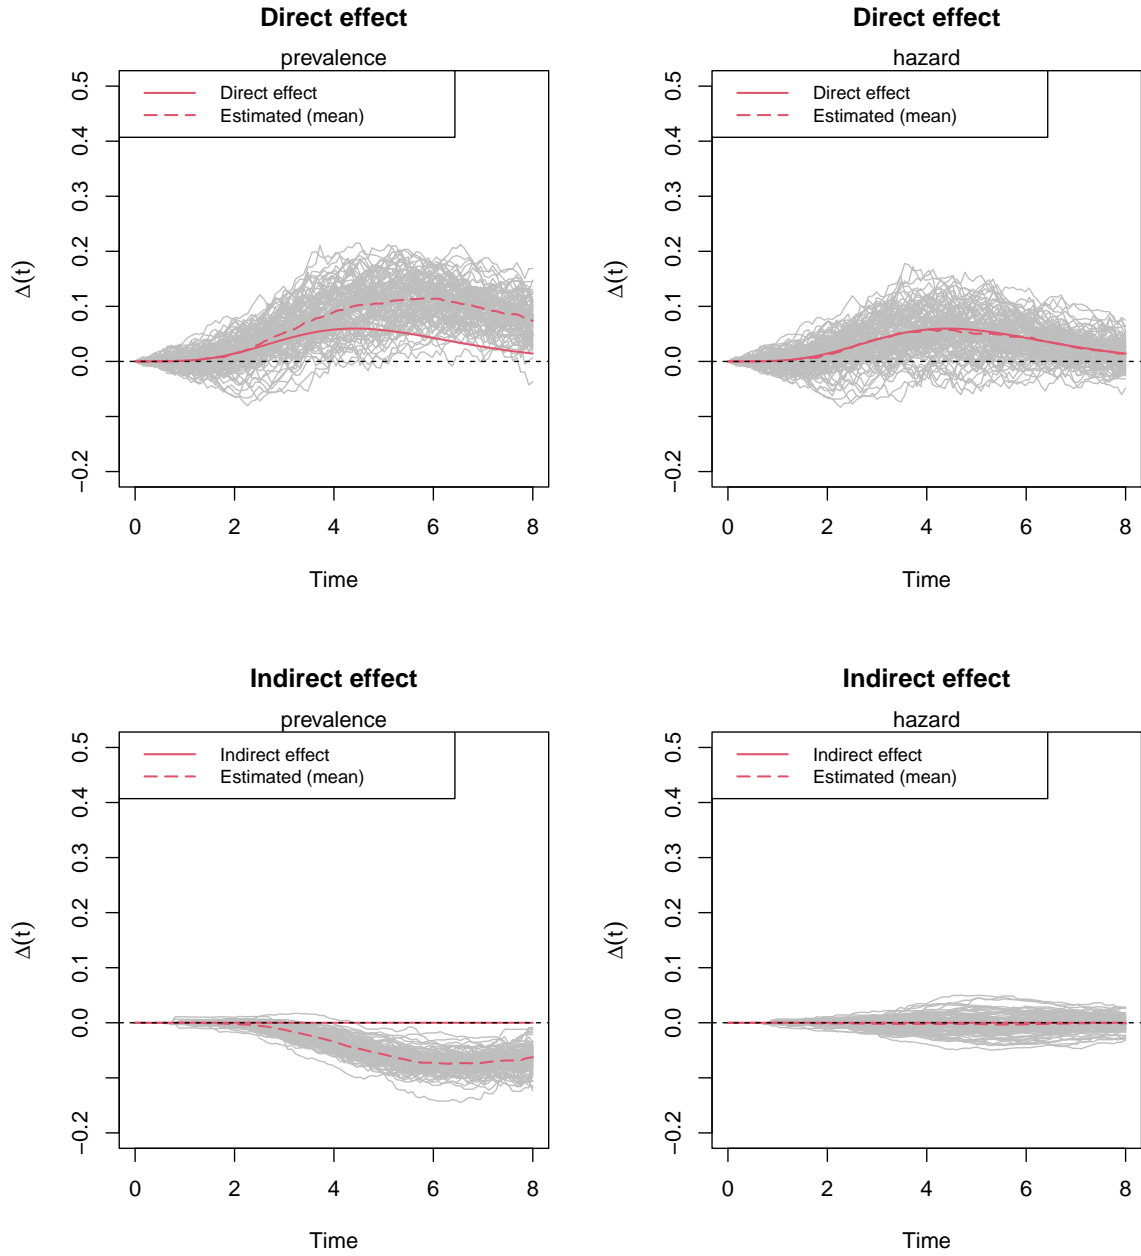 Direct effect
prevalence
Direct effect
Estimated (mean)
0.5
0.4
0.3
0.2
0.1
0.0
−0.2
Δ(t)
0 2 4 6 8
Time
Direct effect
hazard
Direct effect
Estimated (mean)
0.5
0.4
0.3
0.2
0.1
0.0
−0.2
Δ(t)
0 2 4 6 8
Time
Indirect effect
prevalence
Indirect effect
Estimated (mean)
0.5
0.4
0.3
0.2
0.1
0.0
−0.2
Δ(t)
0 2 4 6 8
Time
Indirect effect
hazard
Indirect effect
Estimated (mean)
0.5
0.4
0.3
0.2
0.1
0.0
−0.2
Δ(t)
0 2 4 6 8
Time